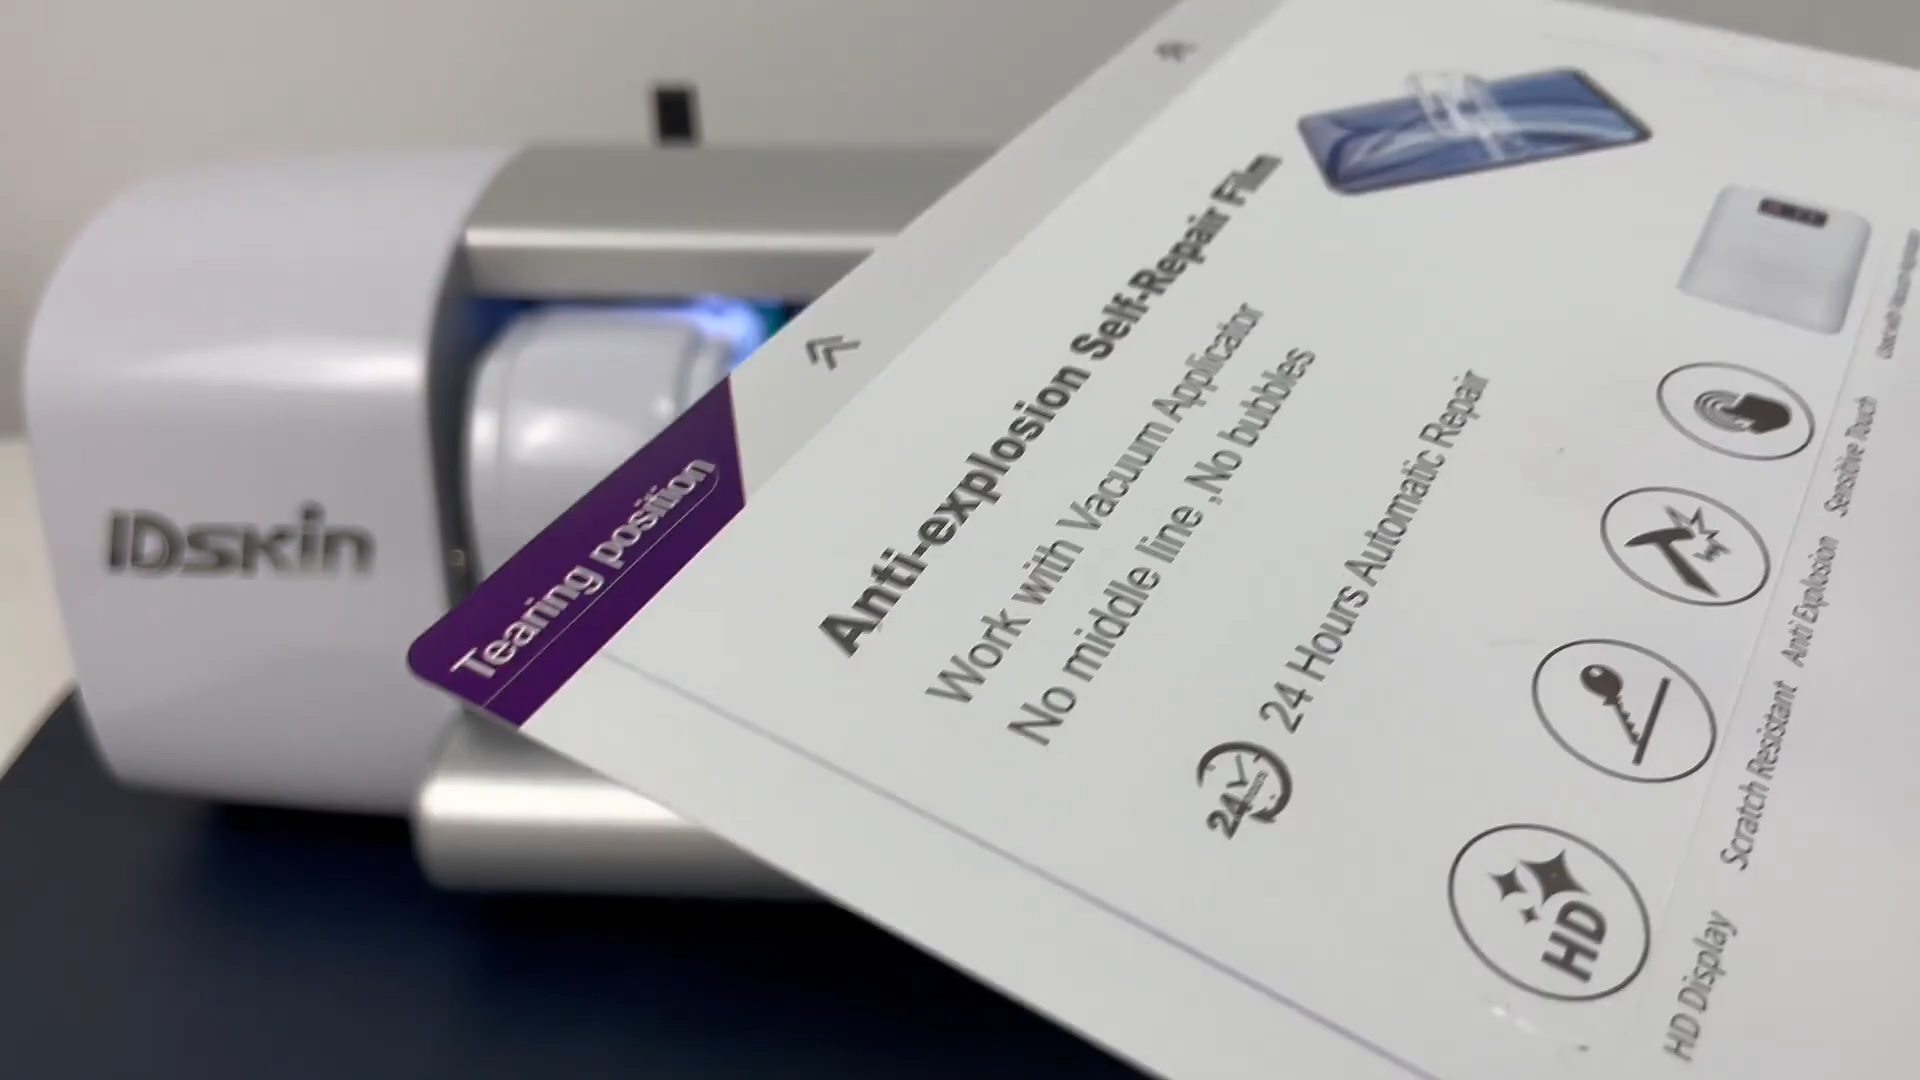 IDSKin
Tearing position
Anti-explosion Self-Repair Film
Work with Vacuum Applicatior
No middle line ,No bubbles
24 24 Hours Automatic Repair
HD
HD Display
Scratch Resistant
Anti Explosion
Sensitive Touch